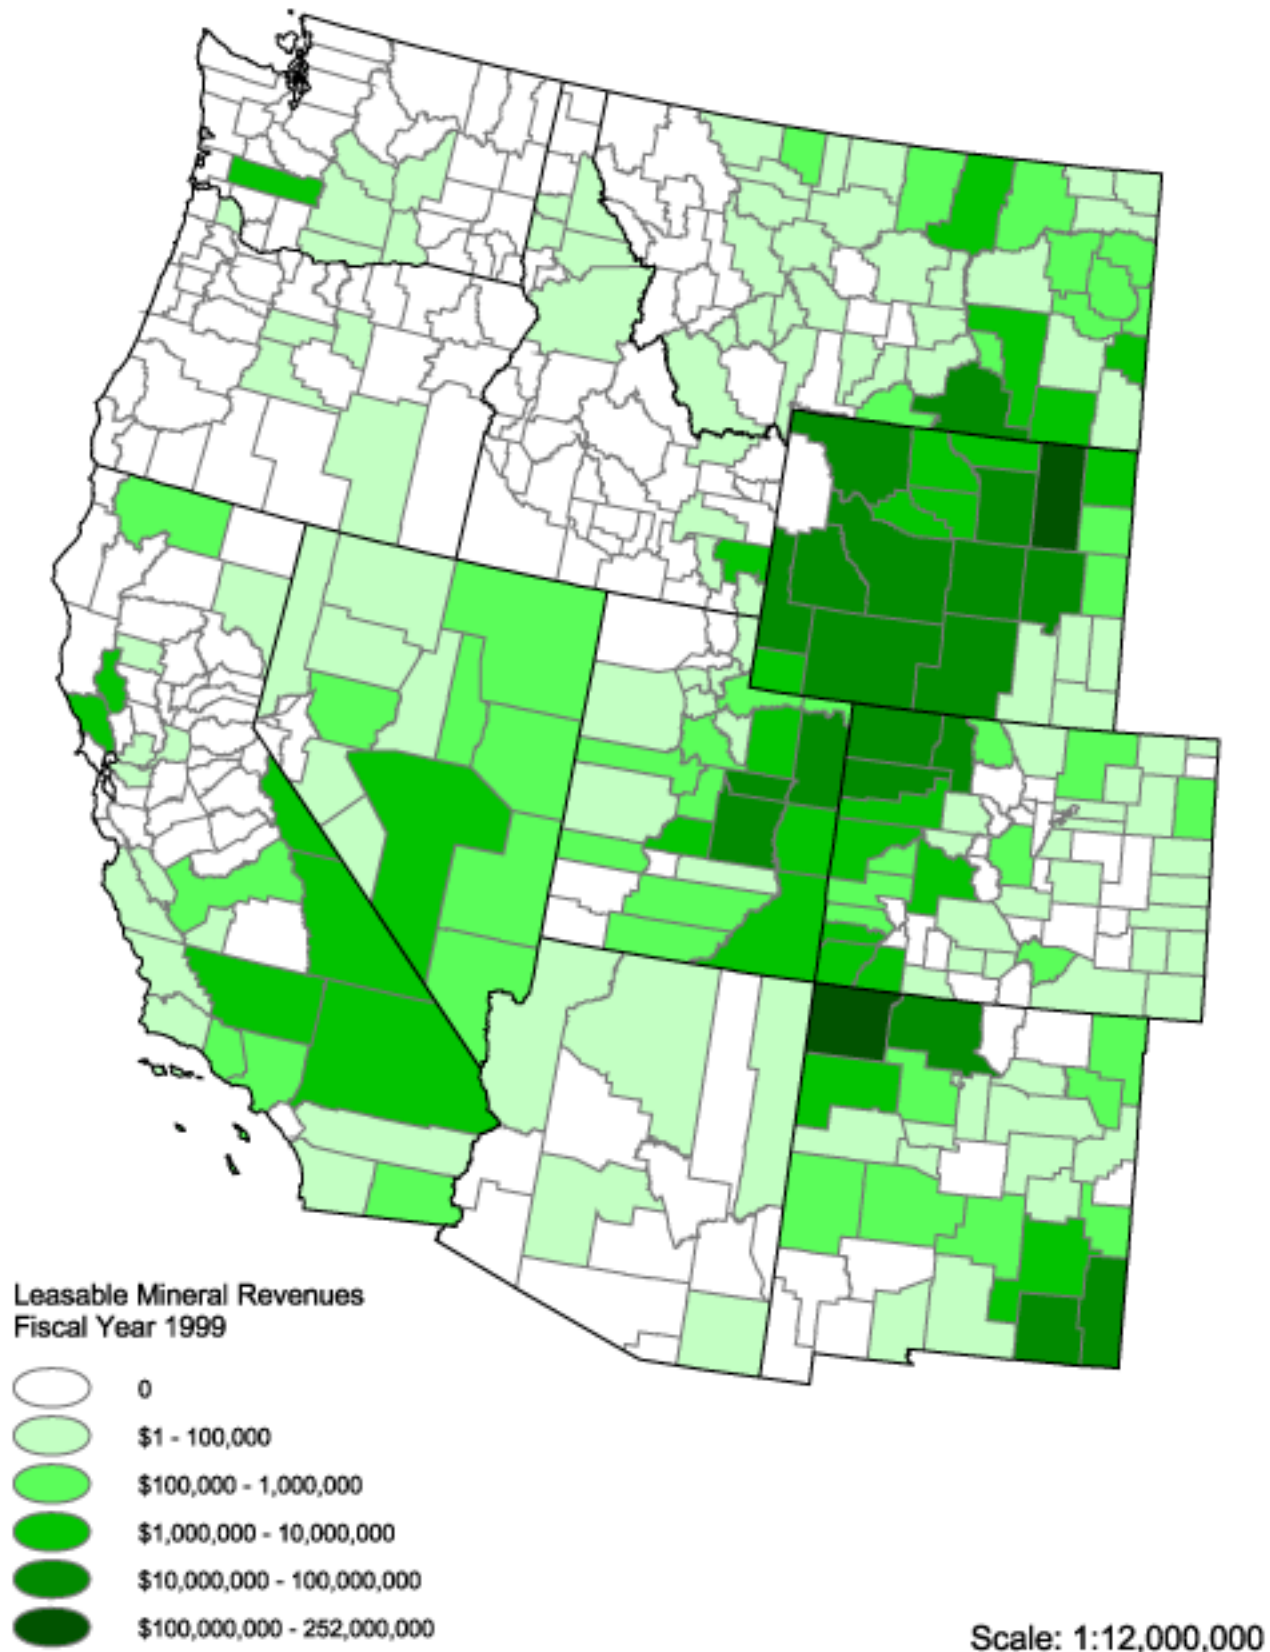 Leasable Mineral Revenues
Fiscal Year 1999
0
$1 - 100,000
$100,000 - 1,000,000
$1,000,000 - 10,000,000
$10,000,000 - 100,000,000
$100,000,000 - 252,000,000
Scale: 1:12,000,000